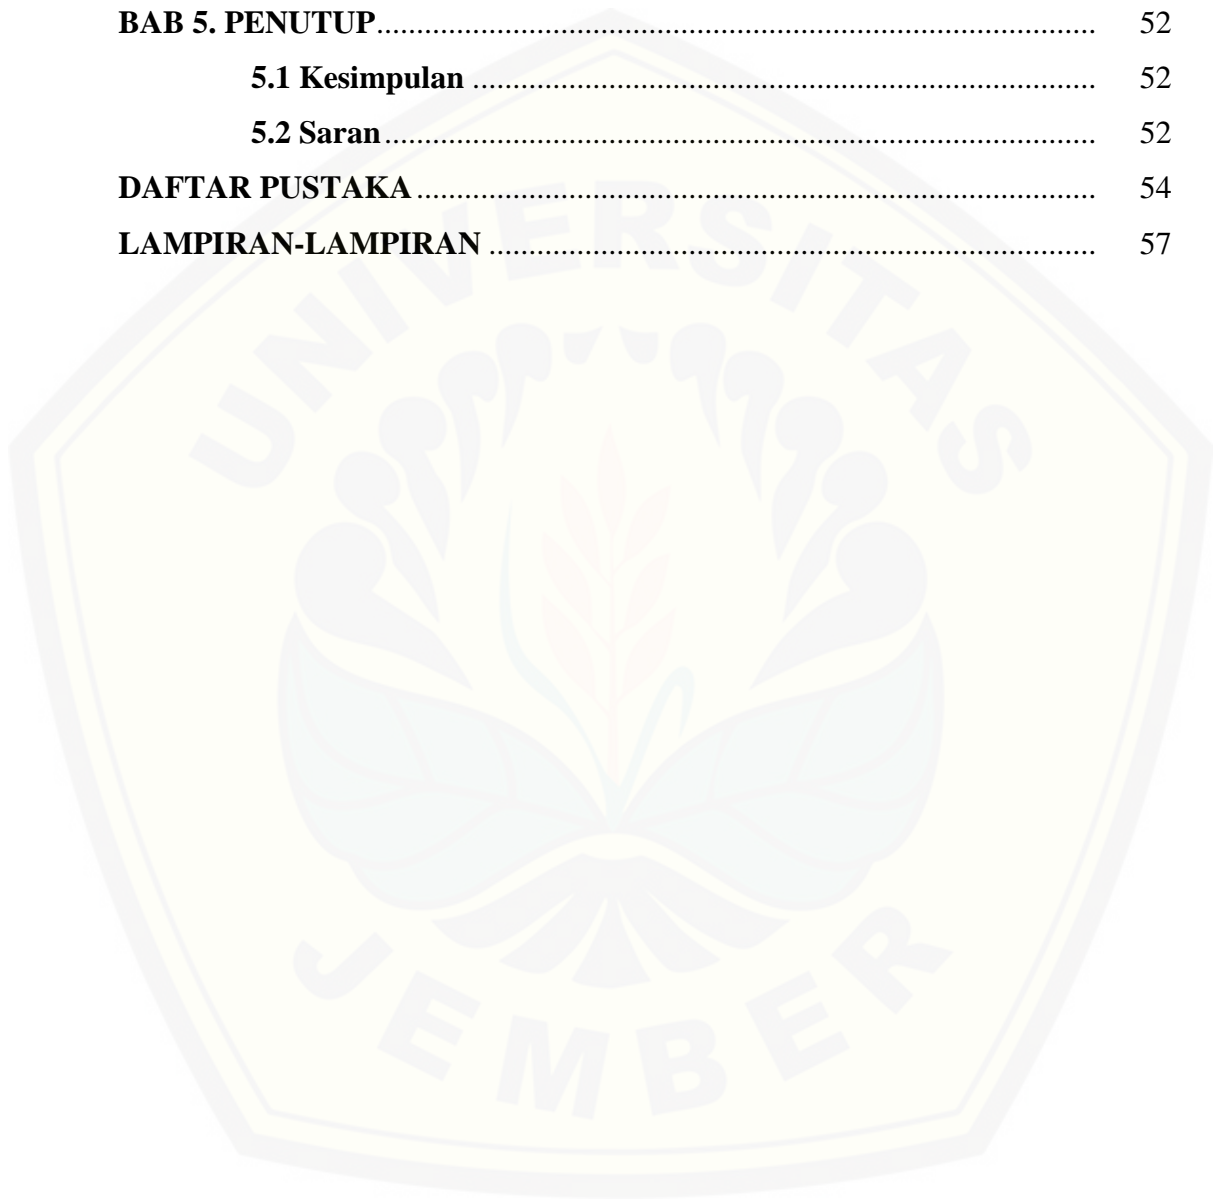 BAB 5. PENUTUP.......................................................................... 52
5.1 Kesimpulan ................................................................ 52
5.2 Saran......................................................................... 52
DAFTAR PUSTAKA...................................................................... 54
LAMPIRAN-LAMPIRAN .............................................................. 57
UNIVERSITAS
JEMBER